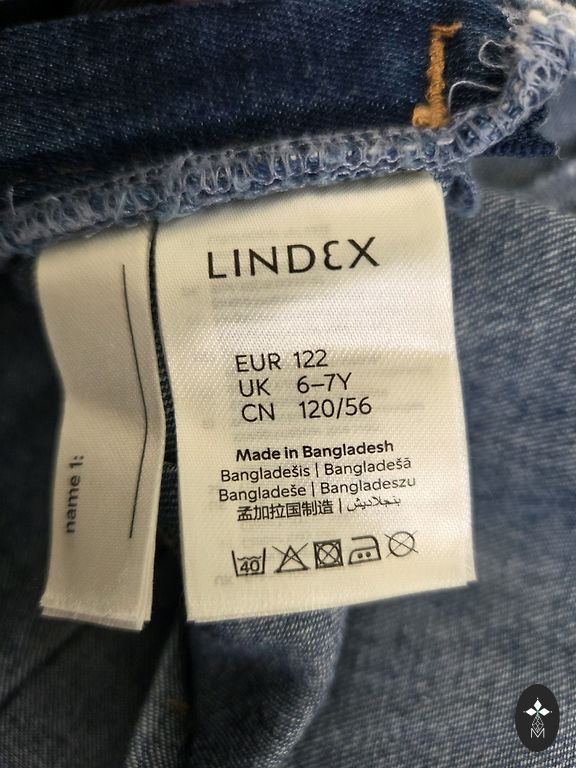 LINDEX
EUR 122
UK 6–7Y
CN 120/56
Made in Bangladesh
Bangladešis | Bangladešā
Bangladeše | Bangladeszu
孟加拉国制造 | بنجلاديش
40
name 1:
M